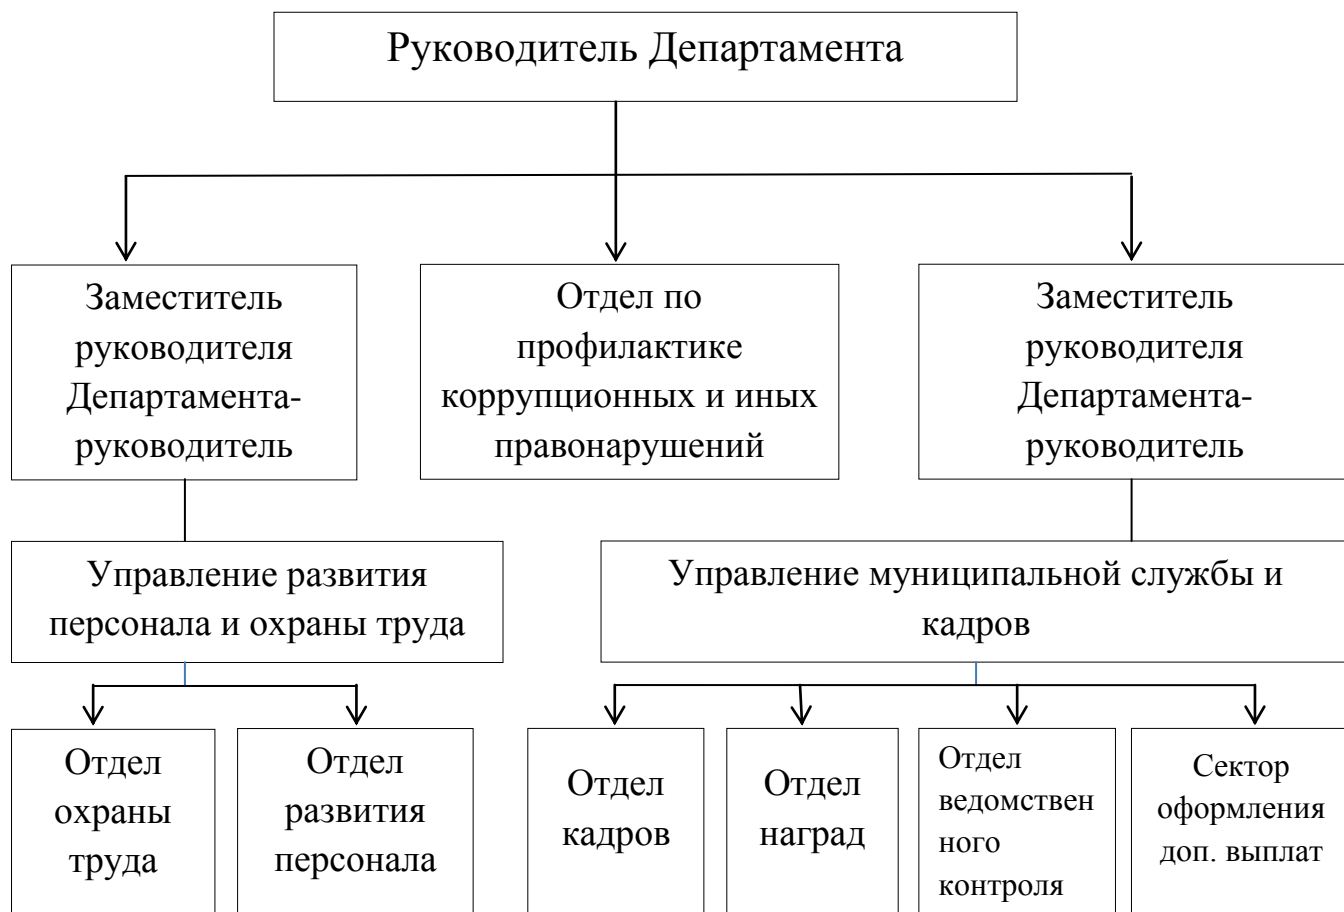 Руководитель Департамента
Заместитель
руководителя
Департамента-
руководитель
Отдел по
профилактике
коррупционных и иных
правонарушений
Заместитель
руководителя
Департамента-
руководитель
Управление развития
персонала и охраны труда
Управление муниципальной службы и
кадров
Отдел
охраны
труда
Отдел
развития
персонала
Отдел
кадров
Отдел
наград
Отдел
ведомствен
ного
контроля
Сектор
оформления
доп. выплат